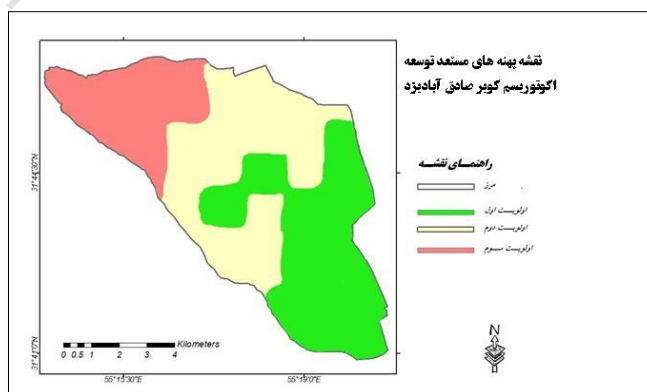 نقشه پهنه های مستعد توسعه
اکوتوریسم کویر صادق آبادیزد
راهنمای نقشه
مرز
اولویت اول
اولویت دوم
اولویت سوم
31°44'30"N
31°41'0"N
55°15'30"E
55°19'0"E
0 0.5 1 2 3 4
Kilometers
N